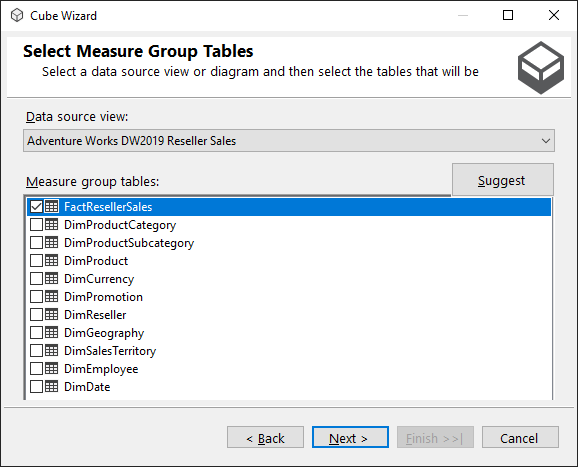 Cube Wizard
Select Measure Group Tables
Select a data source view or diagram and then select the tables that will be
Data source view:
Adventure Works DW2019 Reseller Sales
Measure group tables:
Suggest
FactResellerSales
DimProductCategory
DimProductSubcategory
DimProduct
DimCurrency
DimPromotion
DimReseller
DimGeography
DimSalesTerritory
DimEmployee
DimDate
< Back
Next >
Finish >>|
Cancel